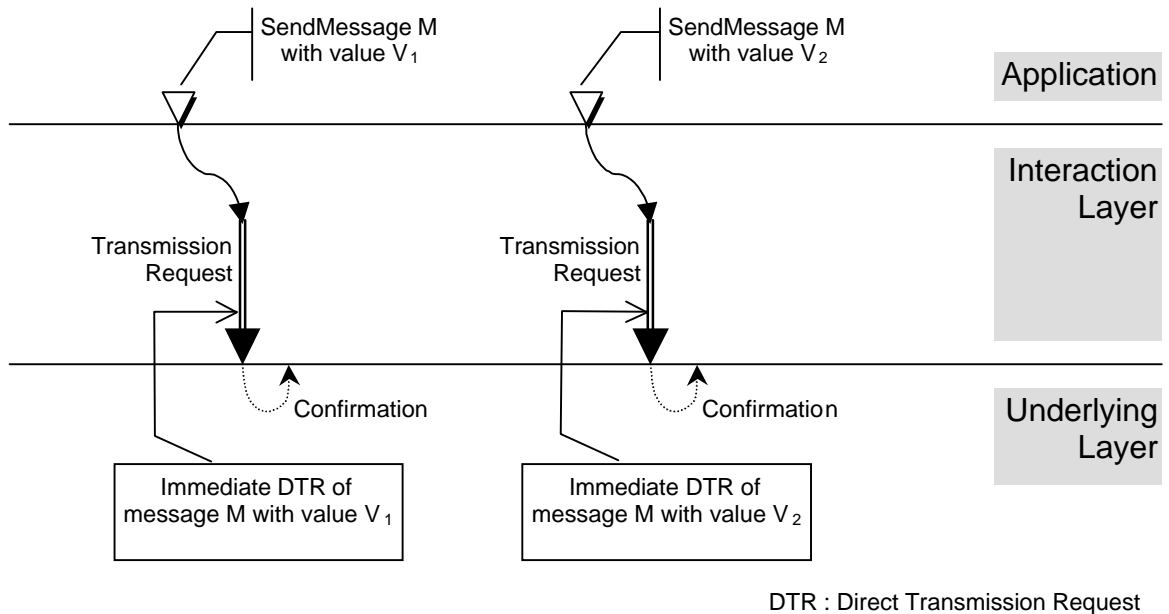 SendMessage M
with value V1
SendMessage M
with value V2
Application
Interaction
Layer
Transmission
Request
Transmission
Request
Confirmation
Confirmation
Underlying
Layer
Immediate DTR of
message M with value V1
Immediate DTR of
message M with value V2
DTR : Direct Transmission Request